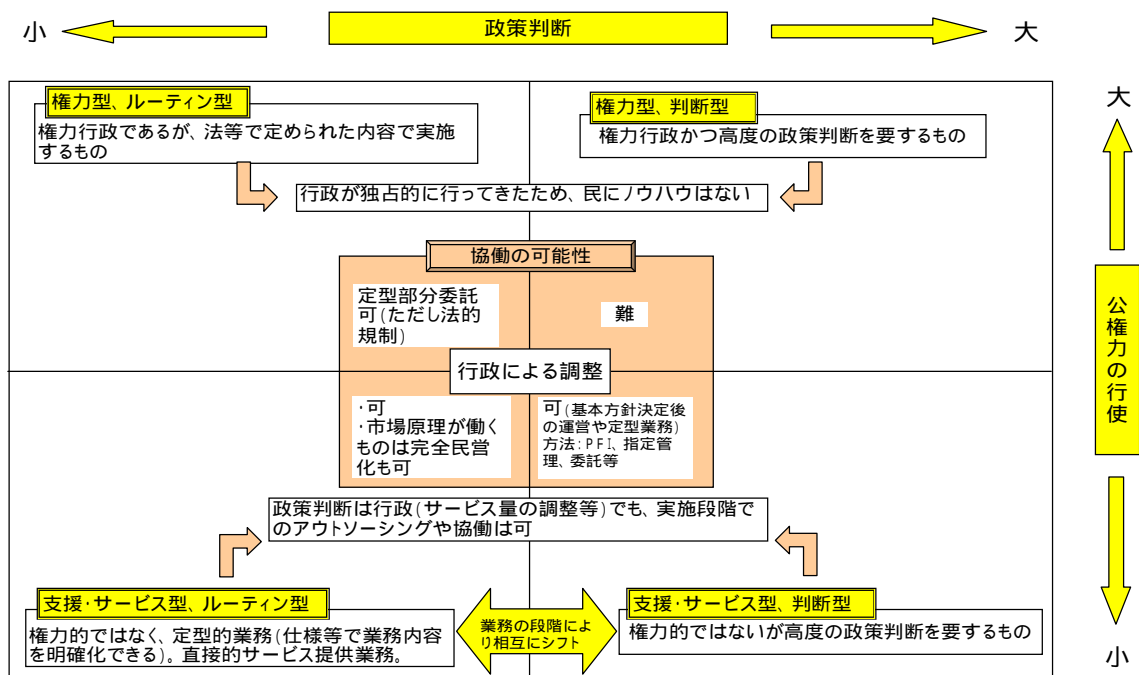 小
政策判断
大
権力型、ルーティン型
権力行政であるが、法等で定められた内容で実施
するもの
権力型、判断型
権力行政かつ高度の政策判断を要するもの
大
行政が独占的に行ってきたため、民にノウハウはない
協働の可能性
定型部分委託
可(ただし法的
規制)
難
行政による調整
・可
・市場原理が働く
ものは完全民営
化も可
可(基本方針決定後
の運営や定型業務)
方法:PFI、指定管
理、委託等
公権力の行使
政策判断は行政(サービス量の調整等)でも、実施段階で
のアウトソーシングや協働は可
支援・サービス型、ルーティン型
権力的ではなく、定型的業務(仕様等で業務内容
を明確化できる)。直接的サービス提供業務。
業務の段階によ
り相互にシフト
支援・サービス型、判断型
権力的ではないが高度の政策判断を要するもの
小